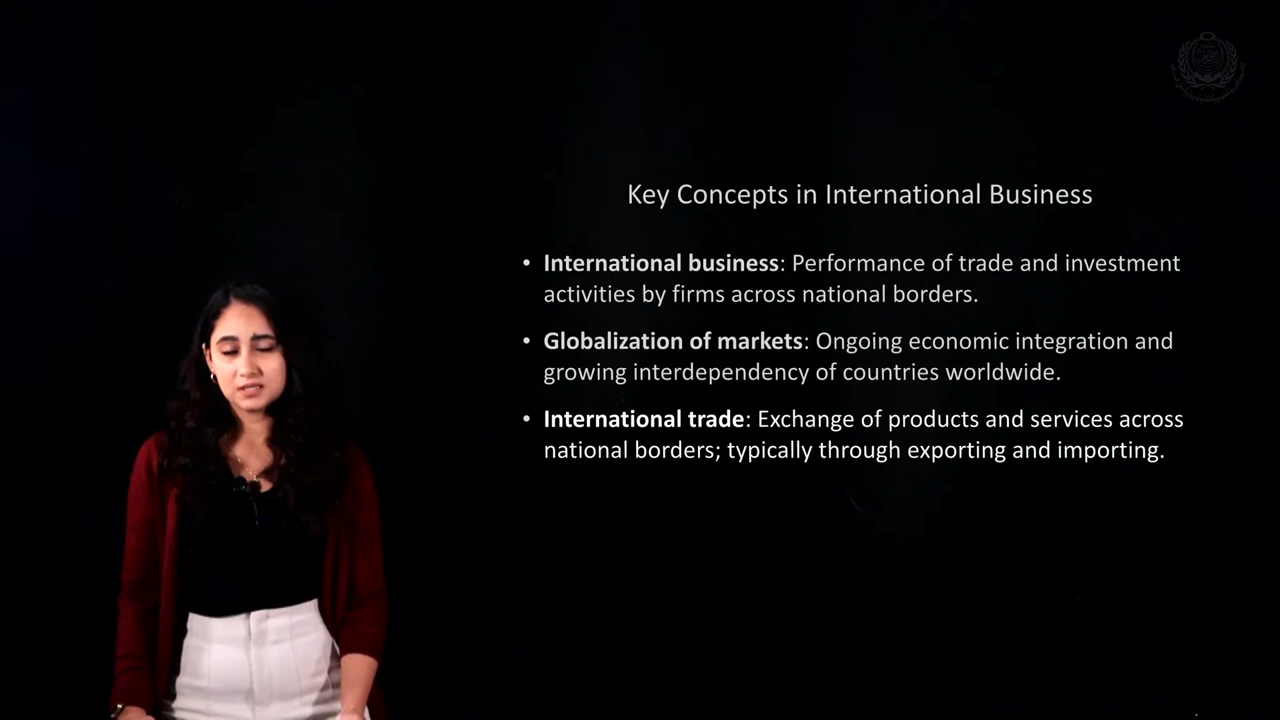 Key Concepts in International Business
• International business: Performance of trade and investment
activities by firms across national borders.
• Globalization of markets: Ongoing economic integration and
growing interdependency of countries worldwide.
• International trade: Exchange of products and services across
national borders; typically through exporting and importing.